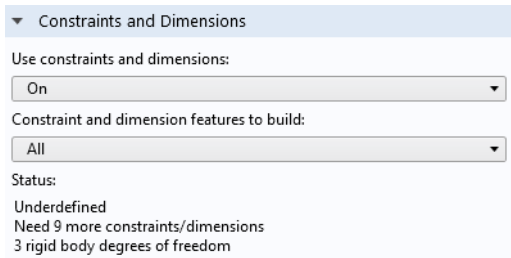 Constraints and Dimensions
Use constraints and dimensions:
On
Constraint and dimension features to build:
All
Status:
Underdefined
Need 9 more constraints/dimensions
3 rigid body degrees of freedom